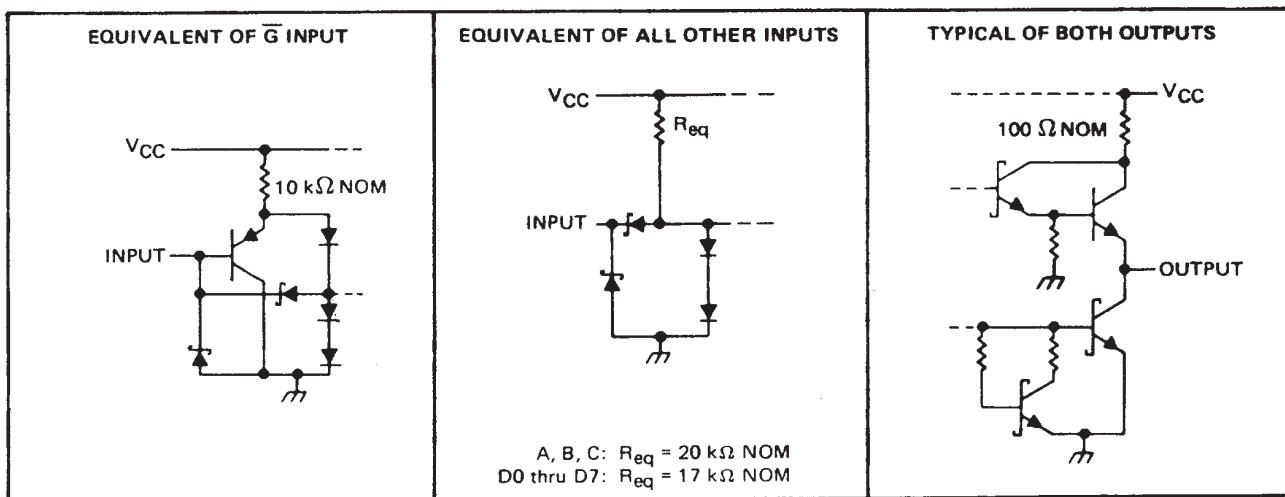 EQUIVALENT OF G̅ INPUT
VCC
10 kΩ NOM
INPUT
EQUIVALENT OF ALL OTHER INPUTS
VCC
Req
INPUT
A, B, C: Req = 20 kΩ NOM
D0 thru D7: Req = 17 kΩ NOM
TYPICAL OF BOTH OUTPUTS
VCC
100 Ω NOM
OUTPUT